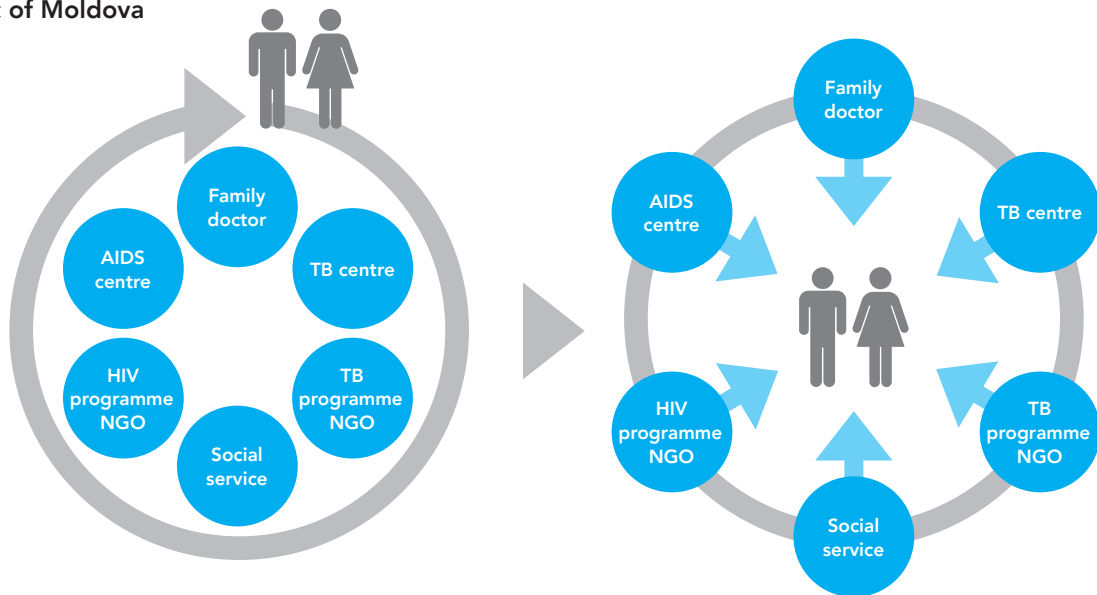 of Moldova
Family
doctor
AIDS
centre
TB centre
HIV
programme
NGO
TB
programme
NGO
Social
service
Family
doctor
AIDS
centre
TB centre
HIV
programme
NGO
TB
programme
NGO
Social
service